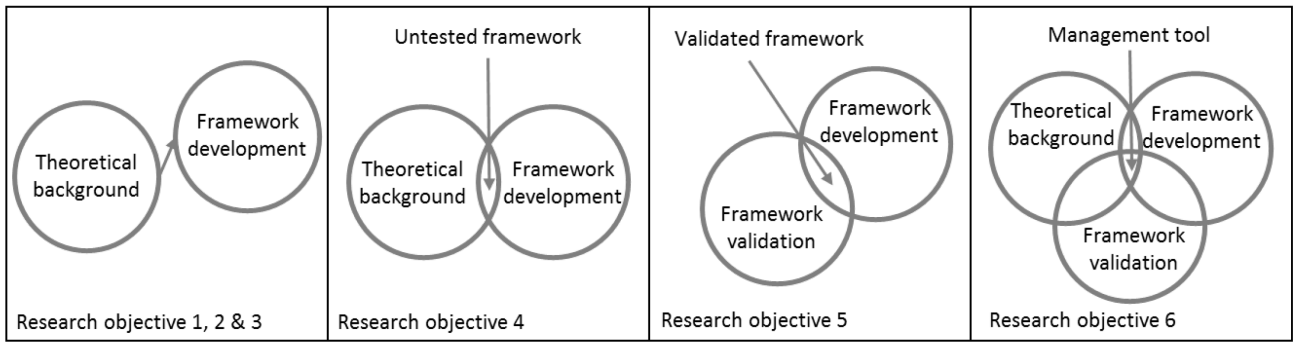 Theoretical
background
Framework
development
Research objective 1, 2 & 3
Untested framework
Theoretical
background
Framework
development
Research objective 4
Validated framework
Framework
development
Framework
validation
Research objective 5
Management tool
Theoretical
background
Framework
development
Framework
validation
Research objective 6